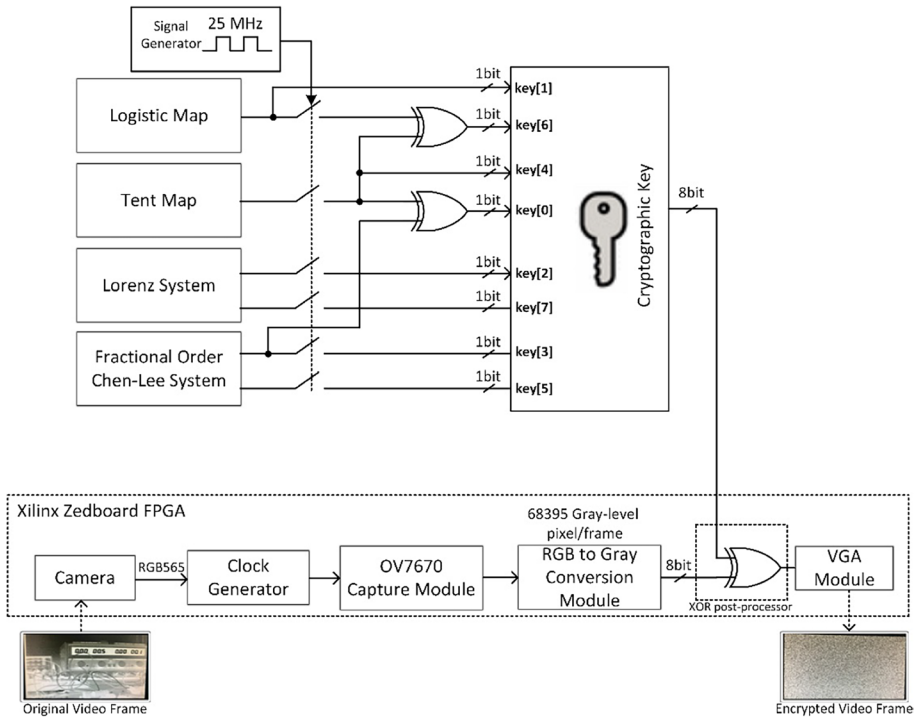 Signal
Generator
25 MHz
Logistic Map
Tent Map
Lorenz System
Fractional Order
Chen-Lee System
1bit
key[1]
1bit
key[6]
1bit
key[4]
1bit
key[0]
1bit
key[2]
1bit
key[7]
1bit
key[3]
1bit
key[5]
Cryptographic Key
8bit
Xilinx Zedboard FPGA
Camera
RGB565
Clock
Generator
OV7670
Capture Module
68395 Gray-level
pixel/frame
RGB to Gray
Conversion
Module
8bit
XOR post-processor
VGA
Module
Original Video Frame
Encrypted Video Frame